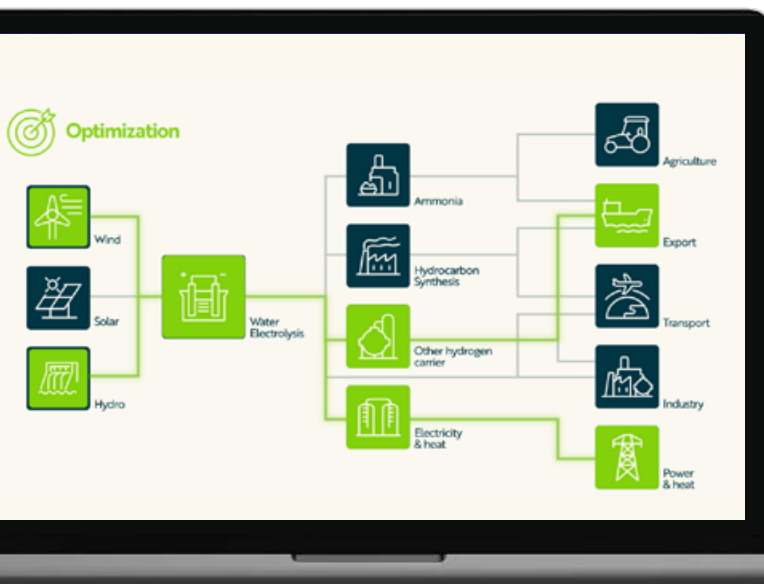 Optimization
Wind
Solar
Hydro
Water
Electrolysis
Ammonia
Hydrocarbon
Synthesis
Other hydrogen
carrier
Electricity
& heat
Agriculture
Export
Transport
Industry
Power
& heat